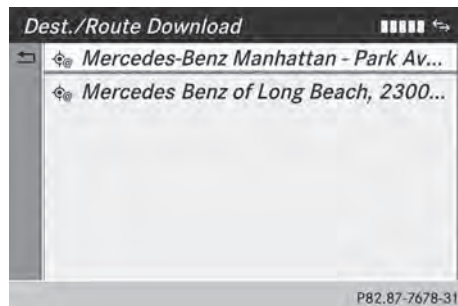 Dest./Route Download
Mercedes-Benz Manhattan - Park Av...
Mercedes Benz of Long Beach, 2300...
P82.87-7678-31